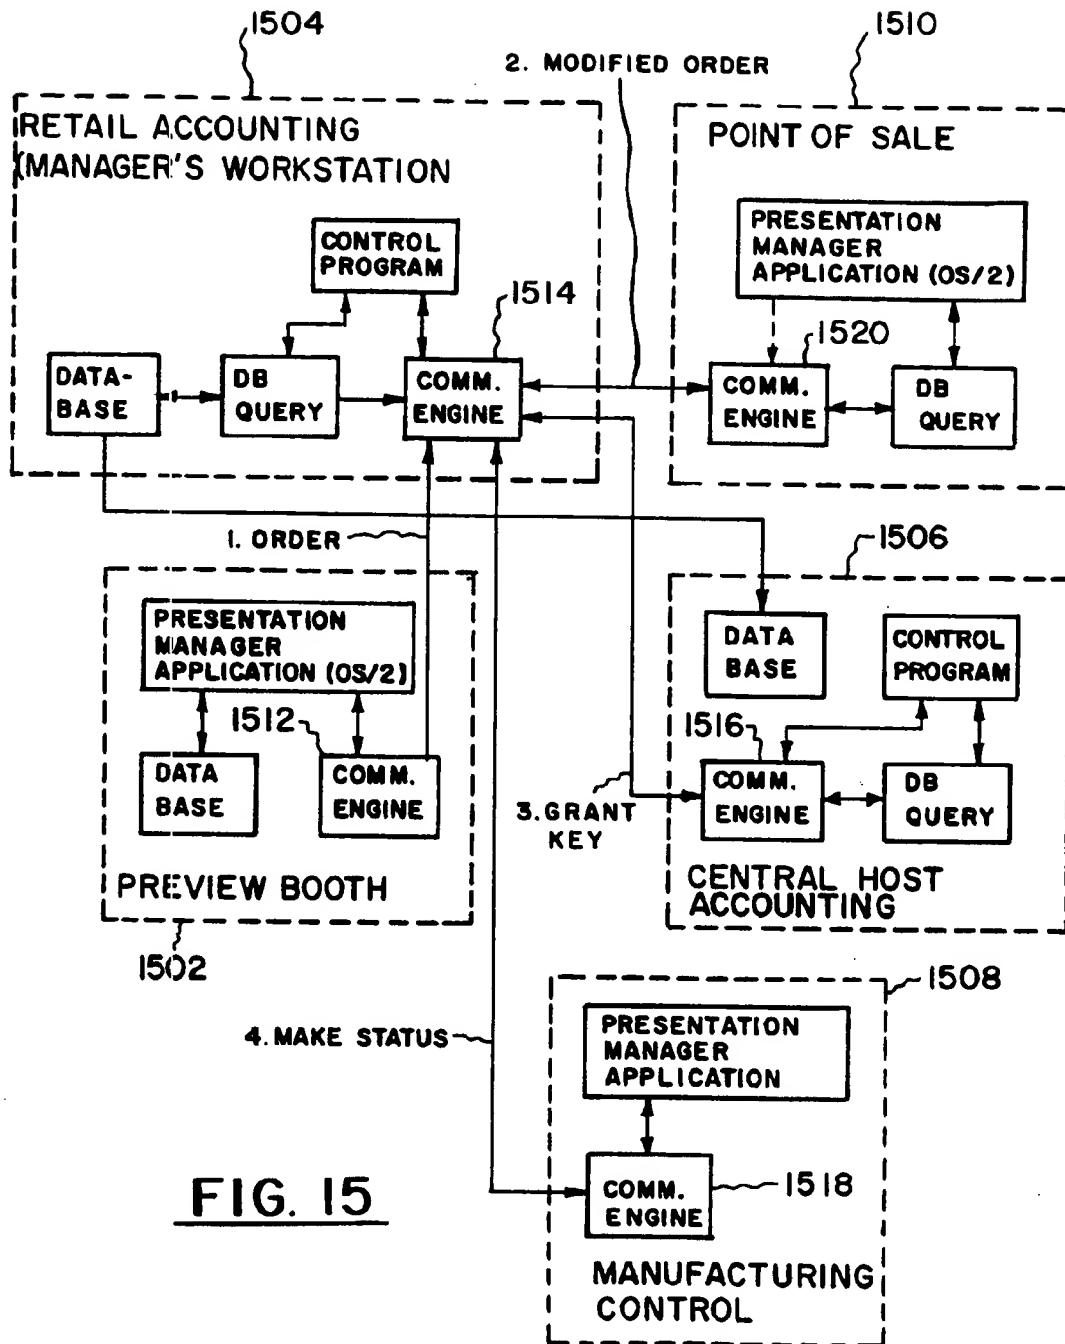 1504
1510
2. MODIFIED ORDER
RETAIL ACCOUNTING
(MANAGER'S WORKSTATION
CONTROL
PROGRAM
1514
DATA-
BASE
DB
QUERY
COMM.
ENGINE
POINT OF SALE
PRESENTATION
MANAGER
APPLICATION (OS/2)
1520
COMM.
ENGINE
DB
QUERY
1. ORDER
1506
PRESENTATION
MANAGER
APPLICATION (OS/2)
1512
DATA
BASE
COMM.
ENGINE
PREVIEW BOOTH
1502
DATA
BASE
CONTROL
PROGRAM
1516
COMM.
ENGINE
DB
QUERY
3. GRANT
KEY
CENTRAL HOST
ACCOUNTING
1508
4. MAKE STATUS
PRESENTATION
MANAGER
APPLICATION
COMM.
ENGINE
1518
MANUFACTURING
CONTROL
FIG. 15